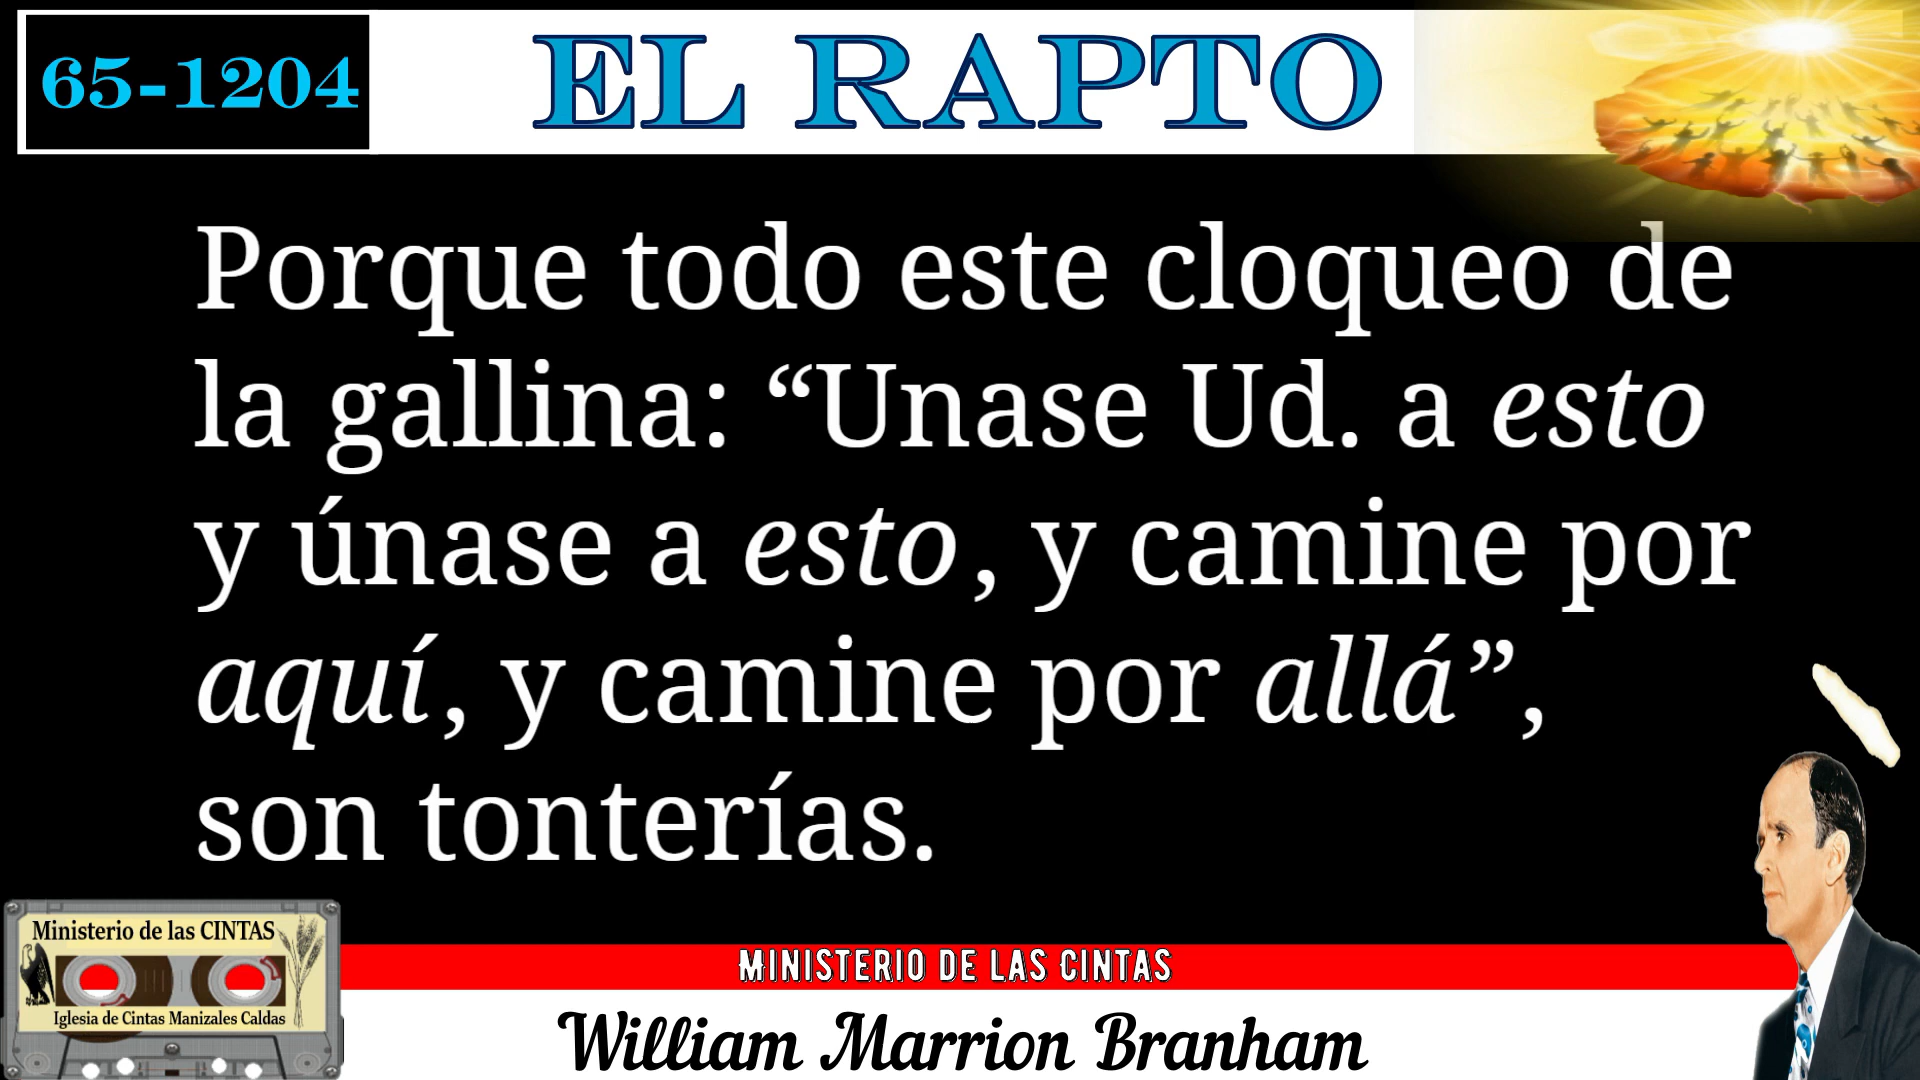 65-1204
EL RAPTO
Porque todo este cloqueo de
la gallina: “Unase Ud. a esto
y únase a esto, y camine por
aquí, y camine por allá”,
son tonterías.
Ministerio de las CINTAS
Iglesia de Cintas Manizales Caldas
MINISTERIO DE LAS CINTAS
William Marrion Branham